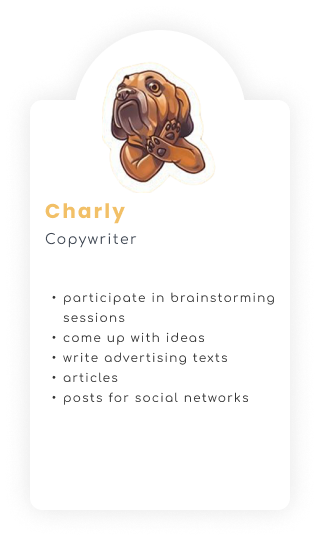 Charly
Copywriter
• participate in brainstorming
sessions
• come up with ideas
• write advertising texts
• articles
• posts for social networks